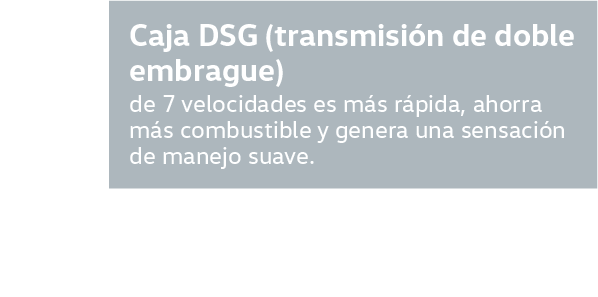 Caja DSG (transmisión de doble
embrague)
de 7 velocidades es más rápida, ahorra
más combustible y genera una sensación
de manejo suave.